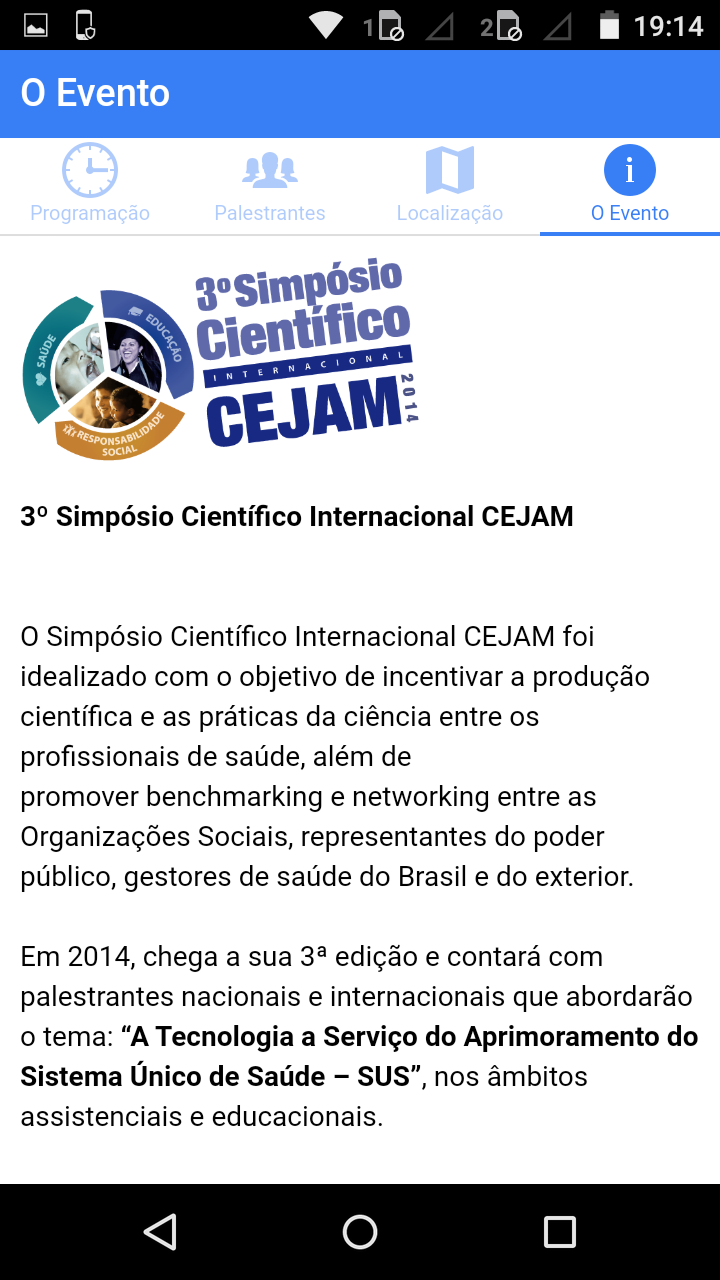 1 2 19:14
O Evento
Programação Palestrantes Localização O Evento
i
SAÚDE
EDUCAÇÃO
RESPONSABILIDADE
SOCIAL
3º Simpósio
Científico
INTERNACIONAL
CEJAM
2014
3º Simpósio Científico Internacional CEJAM
O Simpósio Científico Internacional CEJAM foi
idealizado com o objetivo de incentivar a produção
científica e as práticas da ciência entre os
profissionais de saúde, além de
promover benchmarking e networking entre as
Organizações Sociais, representantes do poder
público, gestores de saúde do Brasil e do exterior.
Em 2014, chega a sua 3ª edição e contará com
palestrantes nacionais e internacionais que abordarão
o tema: “A Tecnologia a Serviço do Aprimoramento do
Sistema Único de Saúde – SUS”, nos âmbitos
assistenciais e educacionais.